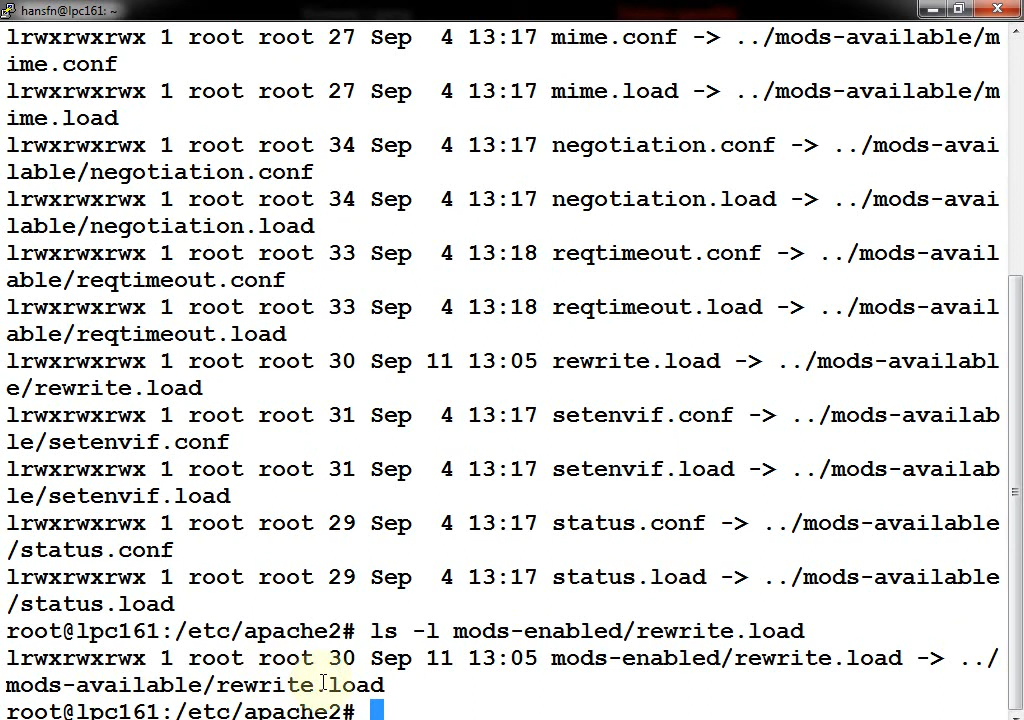 hansfn@lpc161: ~
lrwxrwxrwx 1 root root 27 Sep  4 13:17 mime.conf -> ../mods-available/m
ime.conf
lrwxrwxrwx 1 root root 27 Sep  4 13:17 mime.load -> ../mods-available/m
ime.load
lrwxrwxrwx 1 root root 34 Sep  4 13:17 negotiation.conf -> ../mods-avai
lable/negotiation.conf
lrwxrwxrwx 1 root root 34 Sep  4 13:17 negotiation.load -> ../mods-avai
lable/negotiation.load
lrwxrwxrwx 1 root root 33 Sep  4 13:18 reqtimeout.conf -> ../mods-avail
able/reqtimeout.conf
lrwxrwxrwx 1 root root 33 Sep  4 13:18 reqtimeout.load -> ../mods-avail
able/reqtimeout.load
lrwxrwxrwx 1 root root 30 Sep 11 13:05 rewrite.load -> ../mods-availabl
e/rewrite.load
lrwxrwxrwx 1 root root 31 Sep  4 13:17 setenvif.conf -> ../mods-availab
le/setenvif.conf
lrwxrwxrwx 1 root root 31 Sep  4 13:17 setenvif.load -> ../mods-availab
le/setenvif.load
lrwxrwxrwx 1 root root 29 Sep  4 13:17 status.conf -> ../mods-available
/status.conf
lrwxrwxrwx 1 root root 29 Sep  4 13:17 status.load -> ../mods-available
/status.load
root@lpc161:/etc/apache2# ls -l mods-enabled/rewrite.load
lrwxrwxrwx 1 root root 30 Sep 11 13:05 mods-enabled/rewrite.load -> ../
mods-available/rewrite.load
root@lpc161:/etc/apache2#